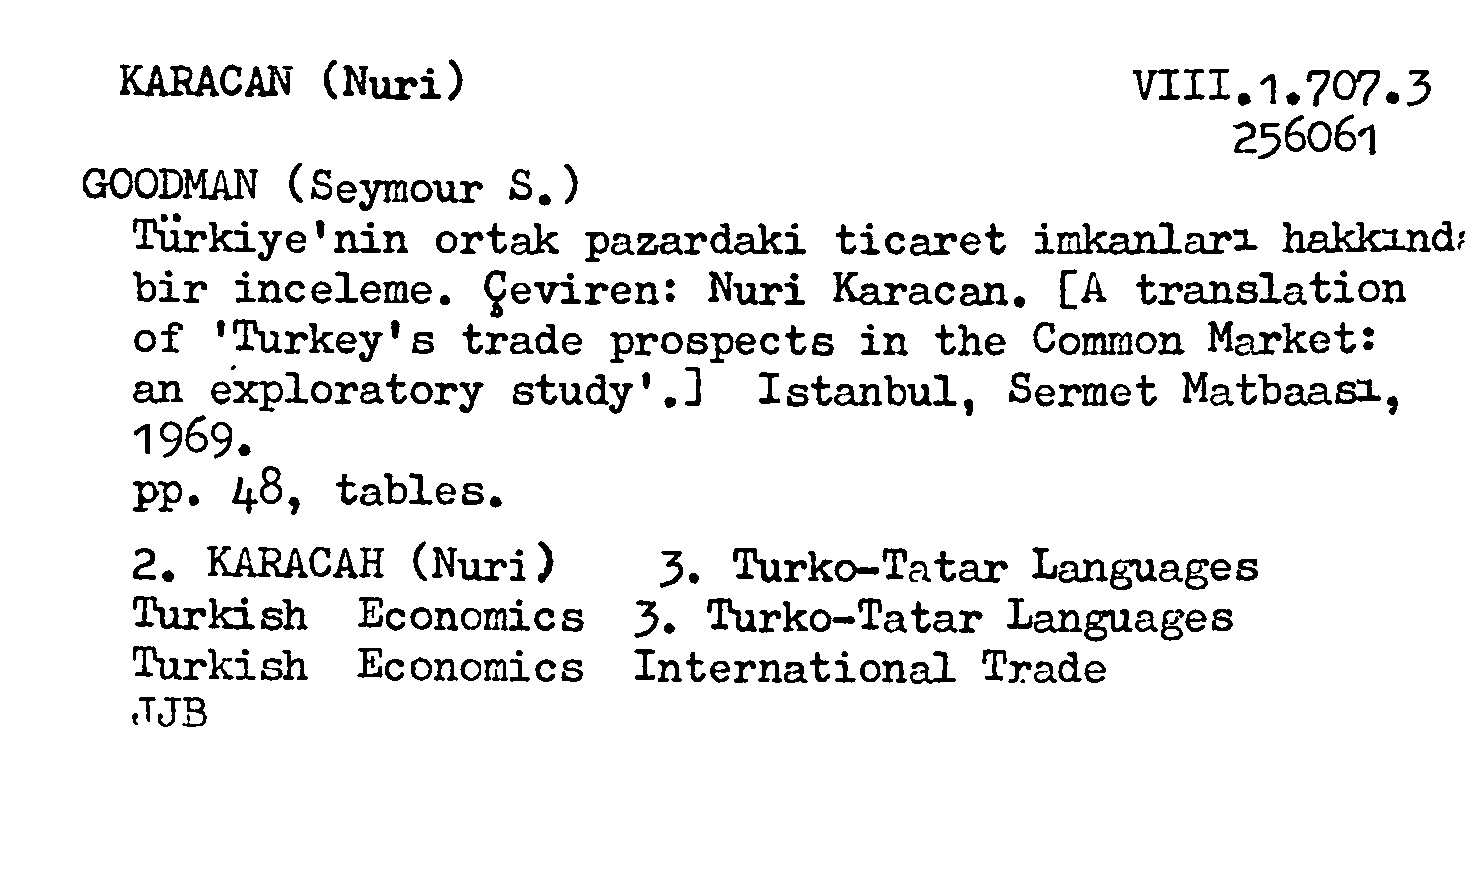 KARACAN (Nuri)
VIII.1.707.3
256061
GOODMAN (Seymour S.)
Türkiye'nin ortak pazardaki ticaret imkanları hakkında
bir inceleme. Çeviren: Nuri Karacan. [A translation
of 'Turkey's trade prospects in the Common Market:
an exploratory study'.] Istanbul, Sermet Matbaası,
1969.
pp. 48, tables.
2. KARACAH (Nuri) 3. Turko-Tatar Languages
Turkish Economics 3. Turko-Tatar Languages
Turkish Economics International Trade
JJB